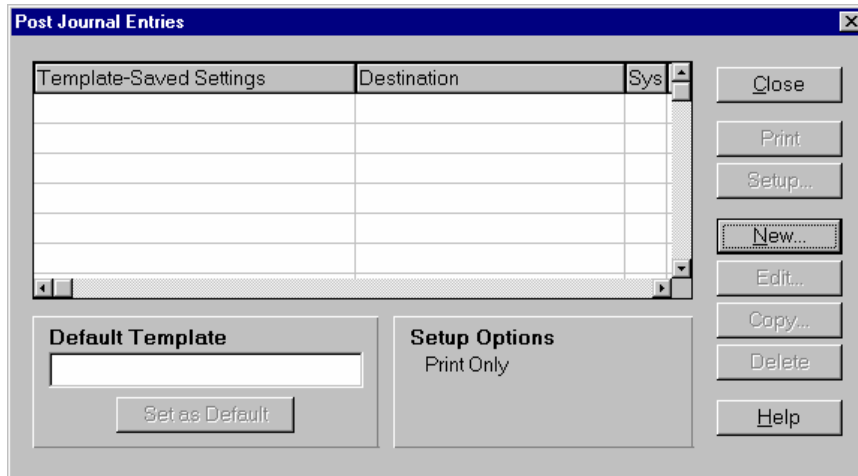 Post Journal Entries
Template-Saved Settings Destination Sys
Close
Print
Setup...
New...
Edit...
Copy...
Delete
Help
Default Template
Set as Default
Setup Options
Print Only